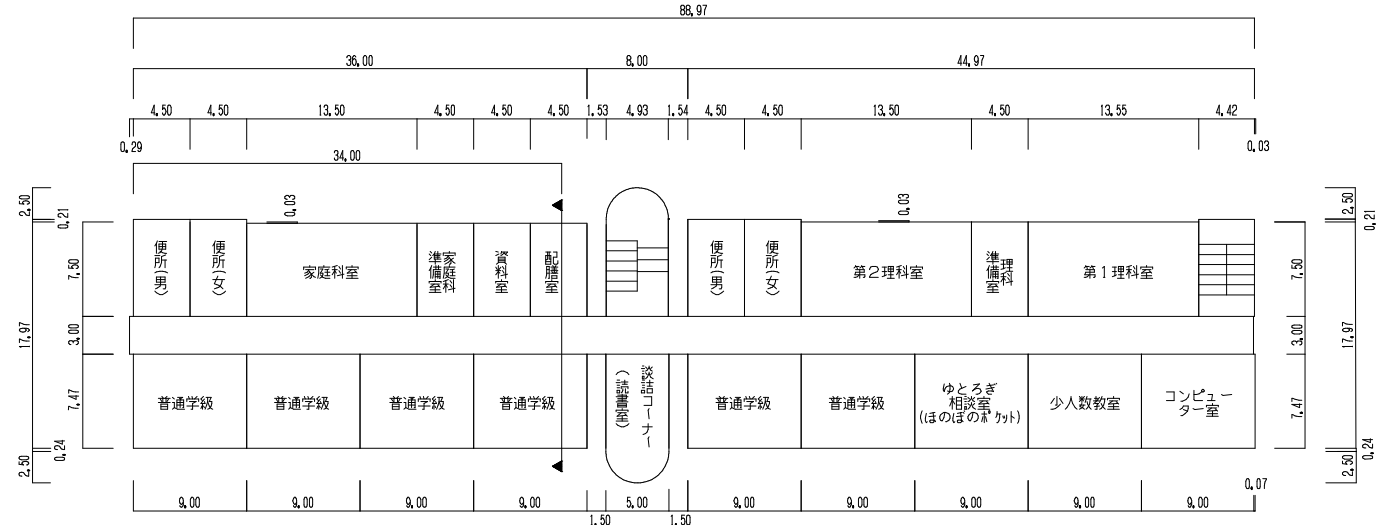 88.97
36.00 8.00 44.97
4.50 4.50 13.50 4.50 4.50 4.50 1.53 4.93 1.54 4.50 4.50 13.50 4.50 13.55 4.42
0.29 0.03
34.00
2.50 0.21 0.03 0.03 2.50 0.21
便所(男)
便所(女)
家庭科室
家庭科
準備室
資料室
配膳室
便所(男)
便所(女)
第2理科室
理科
準備室
第1理科室
7.50 7.50
17.97 3.00 3.00 17.97
7.47 7.47
普通学級
普通学級
普通学級
普通学級
談話コーナー
(読書室)
普通学級
普通学級
ゆとろぎ
相談室
(ほのぼのポケット)
少人数教室
コンピュー
ター室
2.50 0.24 2.50 0.24
0.07
9.00 9.00 9.00 9.00 5.00 9.00 9.00 9.00 9.00 9.00
1.50 1.50